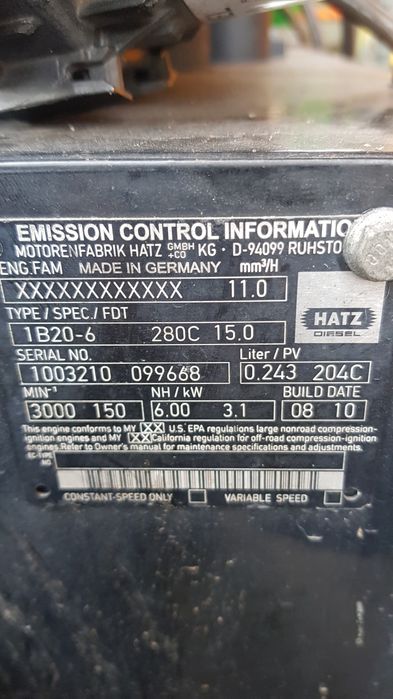 EMISSION CONTROL INFORMATIO
MOTORENFABRIK HATZ GMBH +CO KG · D-94099 RUHSTO
ENG.FAM MADE IN GERMANY mm³/H
XXXXXXXXXXXX 11.0
TYPE / SPEC./ FDT
HATZ
DIESEL
1B20-6 280C 15.0
SERIAL NO. Liter / PV
1003210 099668 0.243 204C
MIN⁻¹ NH / kW BUILD DATE
3000 150 6.00 3.1 08 10
This engine conforms to MY XX U.S. EPA regulations large nonroad compression-
ignition engines and MY XX California regulation for off-road compression-ignition
engines Refer to Owner's manual for maintenance specifications and adjustments.
EC-TYPE
NO
CONSTANT-SPEED ONLY VARIABLE SPEED